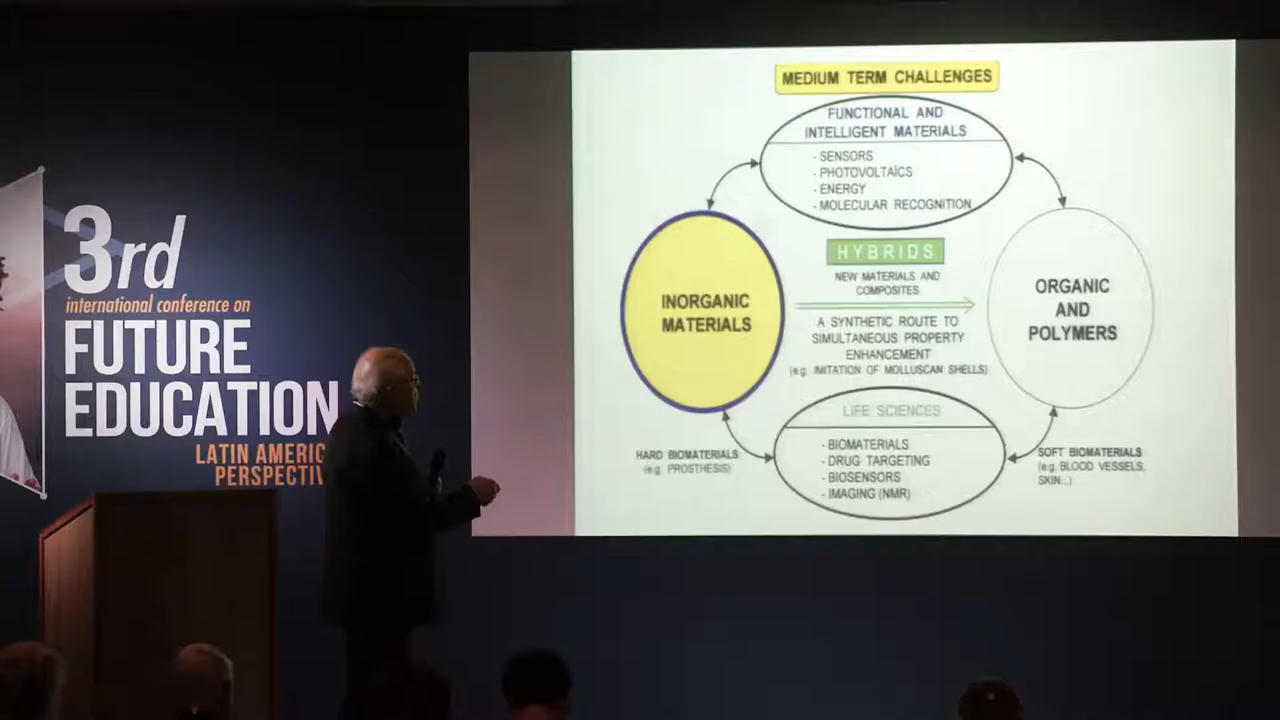 3rd
international conference on
FUTURE
EDUCATION
LATIN AMERIC
PERSPECTIV
MEDIUM TERM CHALLENGES
FUNCTIONAL AND
INTELLIGENT MATERIALS
- SENSORS
- PHOTOVOLTAÏCS
- ENERGY
- MOLECULAR RECOGNITION
INORGANIC
MATERIALS
HYBRIDS
NEW MATERIALS AND
COMPOSITES
A SYNTHETIC ROUTE TO
SIMULTANEOUS PROPERTY
ENHANCEMENT
(e.g. IMITATION OF MOLLUSCAN SHELLS)
ORGANIC
AND
POLYMERS
LIFE SCIENCES
- BIOMATERIALS
- DRUG TARGETING
- BIOSENSORS
- IMAGING (NMR)
HARD BIOMATERIALS
(e.g. PROSTHESIS)
SOFT BIOMATERIALS
(e.g. BLOOD VESSELS,
SKIN...)